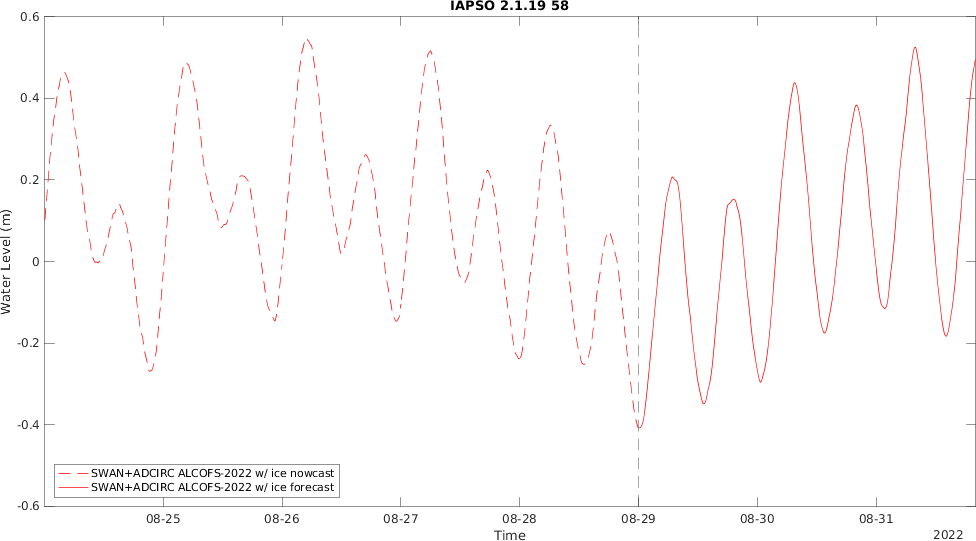 IAPSO 2.1.19 58
0.6
0.4
0.2
0
-0.2
-0.4
-0.6
Water Level (m)
SWAN+ADCIRC ALCOFS-2022 w/ ice nowcast
SWAN+ADCIRC ALCOFS-2022 w/ ice forecast
08-25 08-26 08-27 08-28 08-29 08-30 08-31
Time
2022